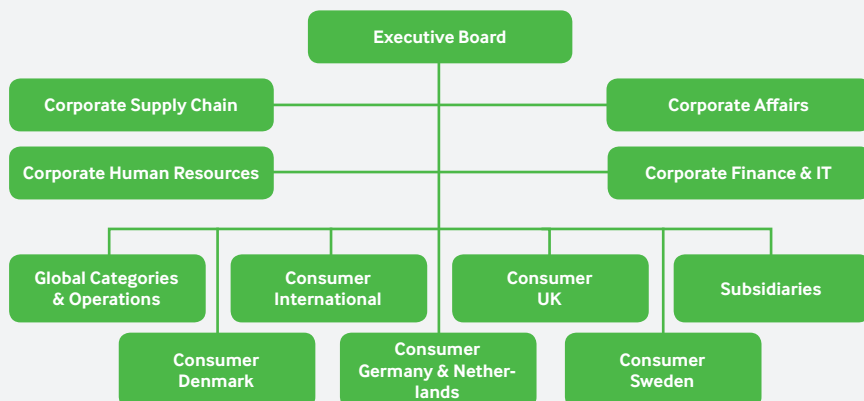 Executive Board
Corporate Supply Chain
Corporate Affairs
Corporate Human Resources
Corporate Finance & IT
Global Categories
& Operations
Consumer
International
Consumer
UK
Subsidiaries
Consumer
Denmark
Consumer
Germany & Nether-
lands
Consumer
Sweden